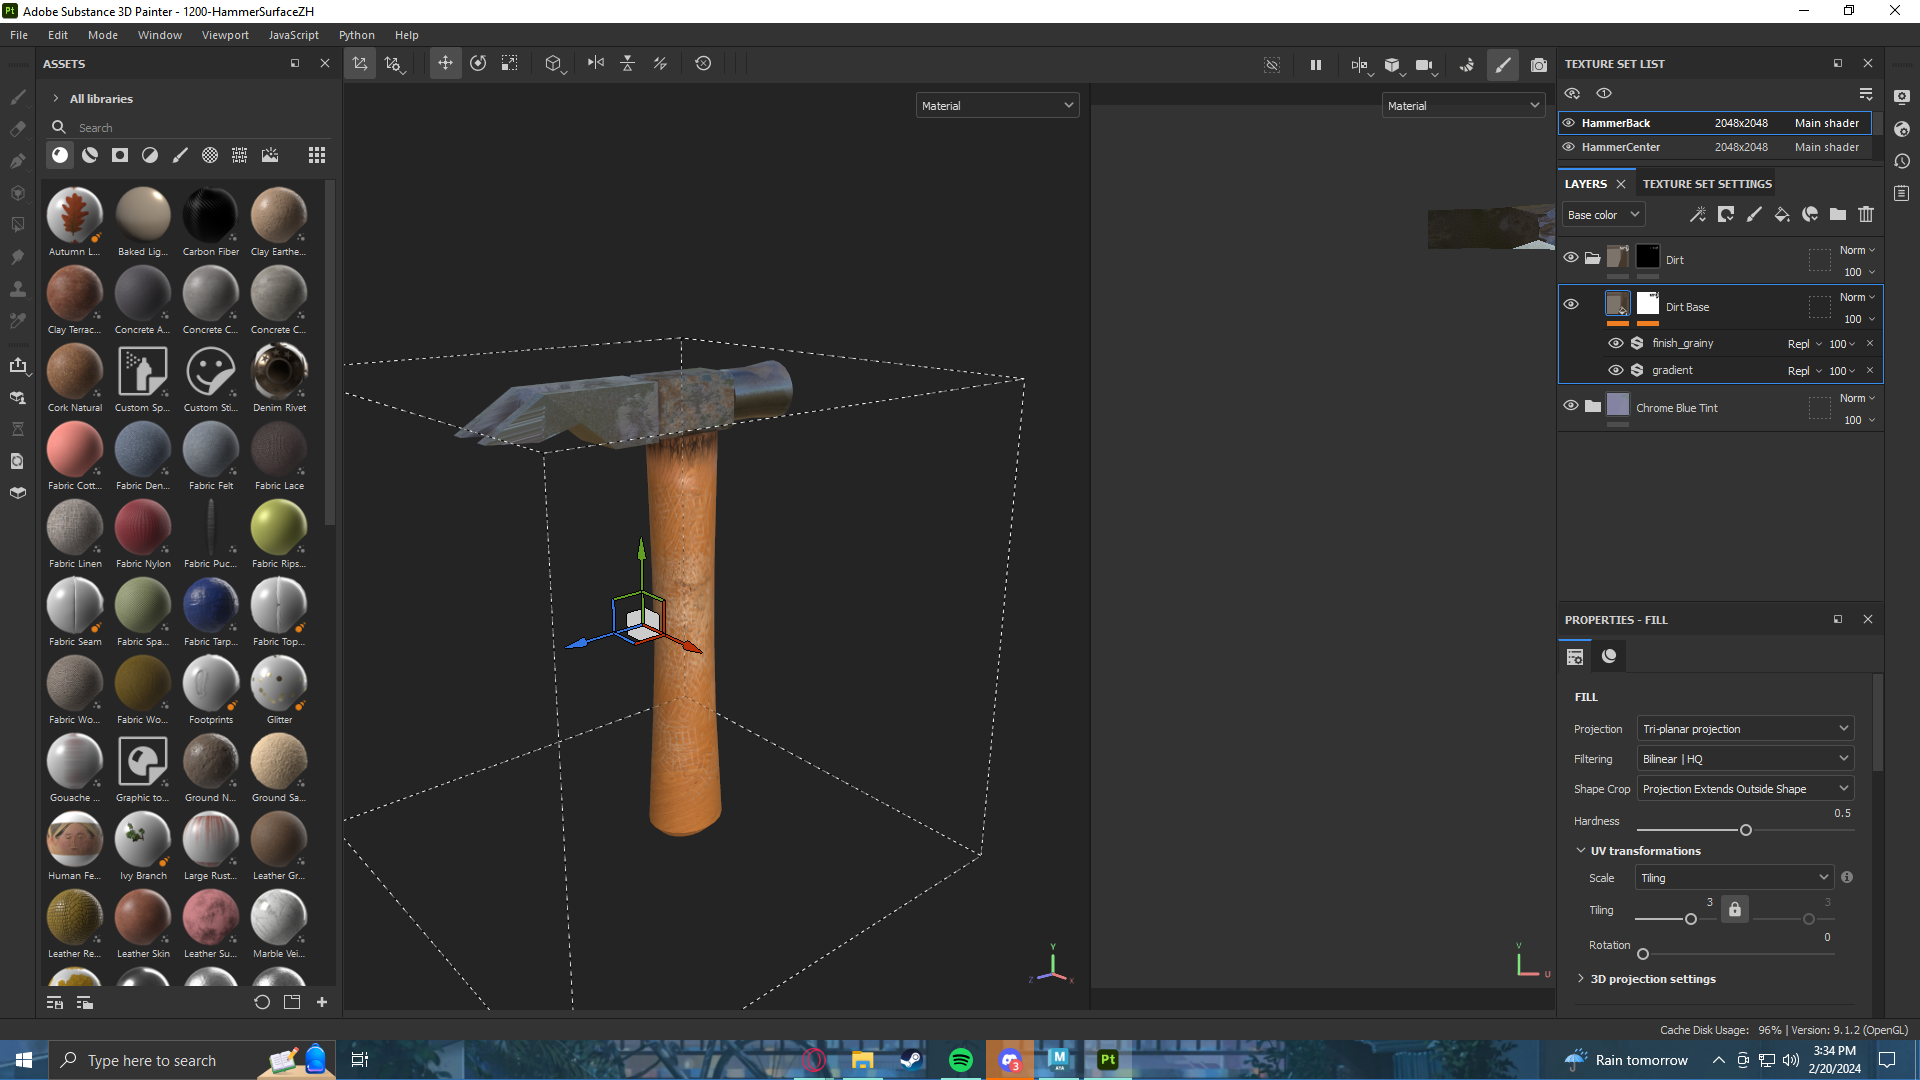 Pt Adobe Substance 3D Painter - 1200-HammerSurfaceZH
File Edit Mode Window Viewport JavaScript Python Help
ASSETS
All libraries
Search
Autumn L... Baked Lig... Carbon Fiber Clay Earthe...
Clay Terrac... Concrete A... Concrete C... Concrete C...
Cork Natural Custom Sp... Custom Sti... Denim Rivet
Fabric Cott... Fabric Den... Fabric Felt Fabric Lace
Fabric Linen Fabric Nylon Fabric Puc... Fabric Rips...
Fabric Seam Fabric Spa... Fabric Tarp... Fabric Top...
Fabric Wo... Fabric Wo... Footprints Glitter
Gouache ... Graphic to... Ground N... Ground Sa...
Human Fe... Ivy Branch Large Rust... Leather Gr...
Leather Re... Leather Skin Leather Su... Marble Vei...
Material
Y
Z X
Material
V
U
TEXTURE SET LIST
HammerBack 2048x2048 Main shader
HammerCenter 2048x2048 Main shader
LAYERS TEXTURE SET SETTINGS
Base color
Dirt Norm
100
Dirt Base Norm
100
finish_grainy Repl 100
gradient Repl 100
Chrome Blue Tint Norm
100
PROPERTIES - FILL
FILL
Projection Tri-planar projection
Filtering Bilinear | HQ
Shape Crop Projection Extends Outside Shape
Hardness 0.5
UV transformations
Scale Tiling
Tiling 3 3
Rotation 0
3D projection settings
Cache Disk Usage: 96% | Version: 9.1.2 (OpenGL)
Type here to search
3
M
Pt
Rain tomorrow
3:34 PM
2/20/2024